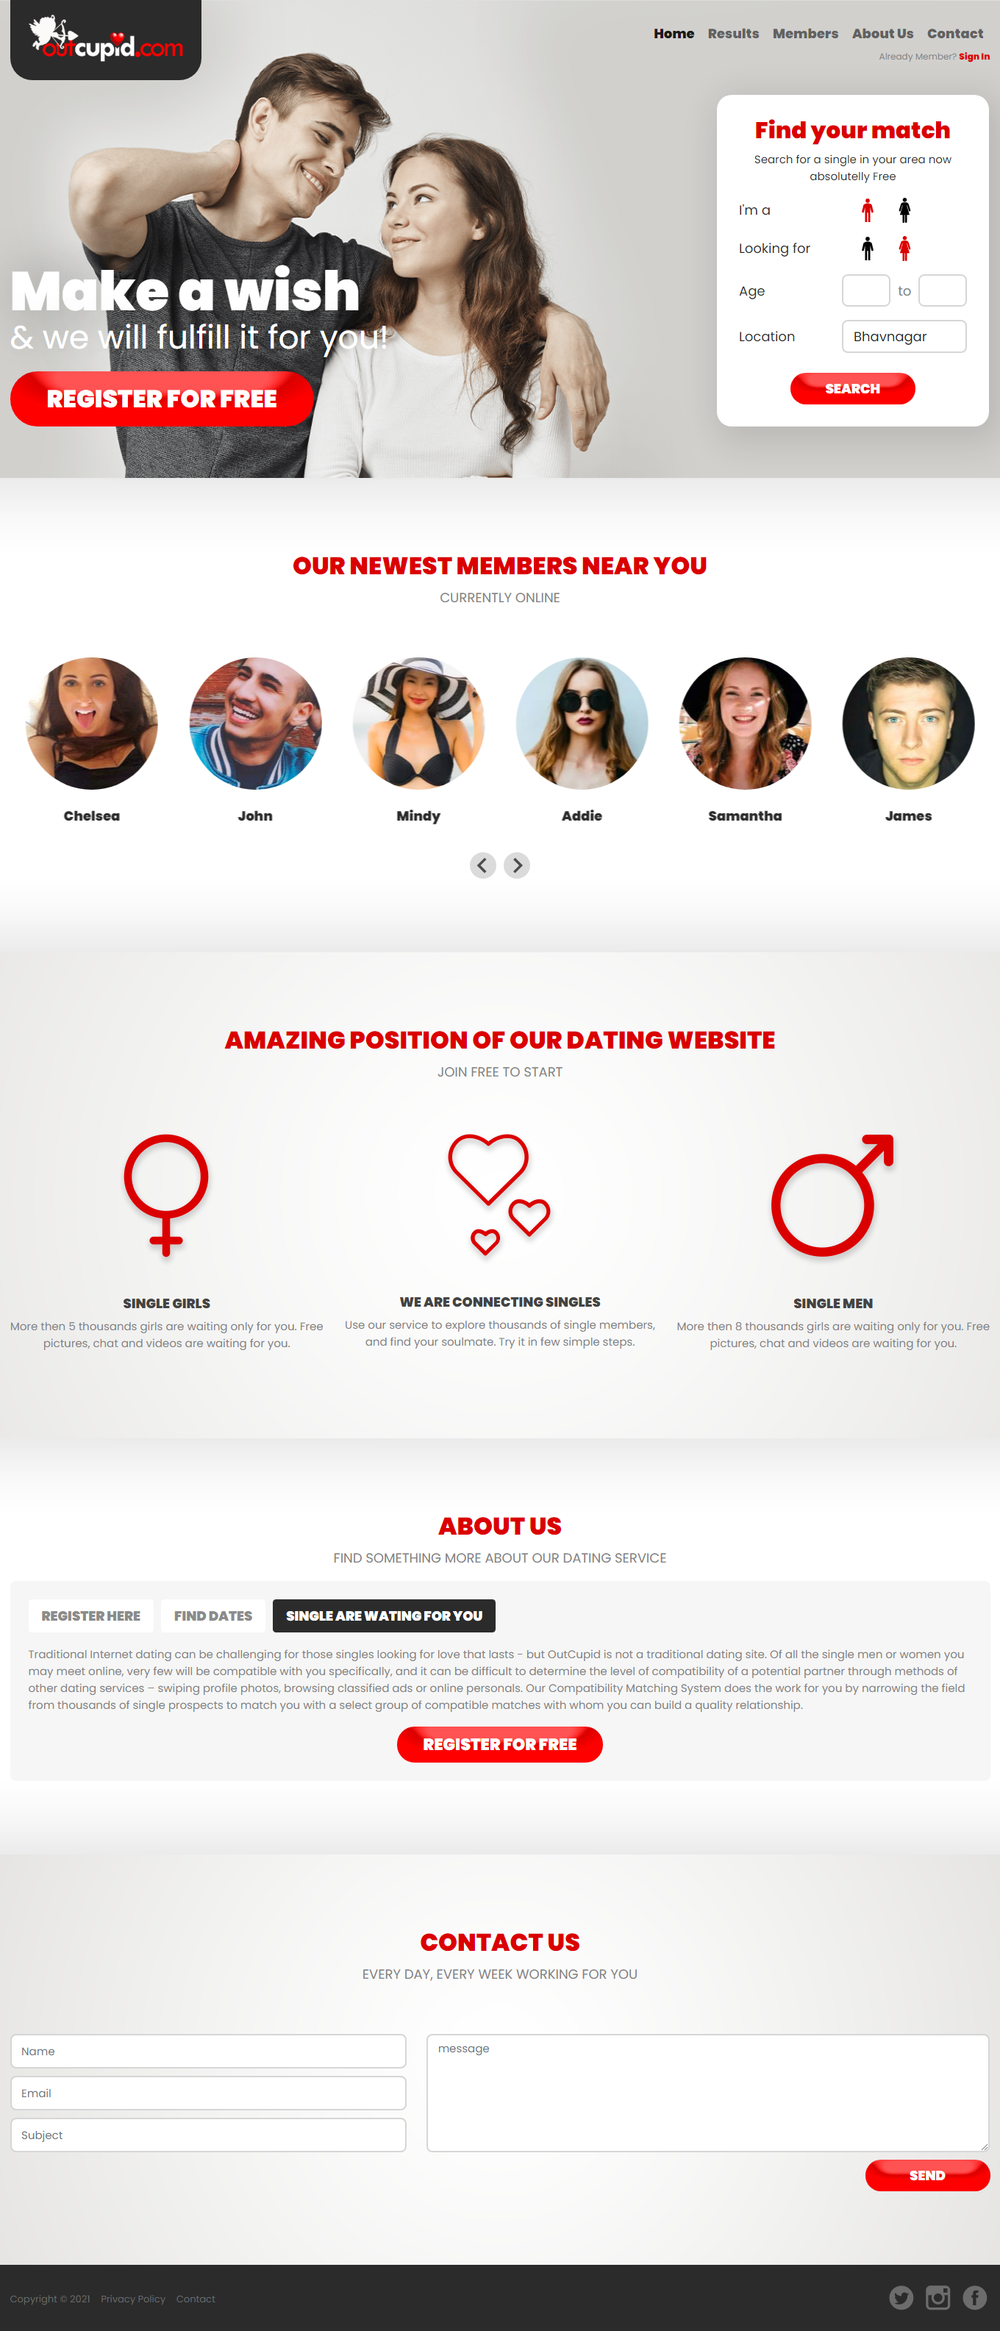 outcupid.com
Home Results Members About Us Contact
Already Member? Sign In
Find your match
Search for a single in your area now
absolutelly Free
I'm a
Looking for
Age to
Location Bhavnagar
SEARCH
Make a wish
& we will fulfill it for you!
REGISTER FOR FREE
OUR NEWEST MEMBERS NEAR YOU
CURRENTLY ONLINE
Chelsea John Mindy Addie Samantha James
AMAZING POSITION OF OUR DATING WEBSITE
JOIN FREE TO START
SINGLE GIRLS
More then 5 thousands girls are waiting only for you. Free
pictures, chat and videos are waiting for you.
WE ARE CONNECTING SINGLES
Use our service to explore thousands of single members,
and find your soulmate. Try it in few simple steps.
SINGLE MEN
More then 8 thousands girls are waiting only for you. Free
pictures, chat and videos are waiting for you.
ABOUT US
FIND SOMETHING MORE ABOUT OUR DATING SERVICE
REGISTER HERE FIND DATES SINGLE ARE WATING FOR YOU
Traditional Internet dating can be challenging for those singles looking for love that lasts - but OutCupid is not a traditional dating site. Of all the single men or women you
may meet online, very few will be compatible with you specifically, and it can be difficult to determine the level of compatibility of a potential partner through methods of
other dating services – swiping profile photos, browsing classified ads or online personals. Our Compatibility Matching System does the work for you by narrowing the field
from thousands of single prospects to match you with a select group of compatible matches with whom you can build a quality relationship.
REGISTER FOR FREE
CONTACT US
EVERY DAY, EVERY WEEK WORKING FOR YOU
Name
Email
Subject
message
SEND
Copyright © 2021 Privacy Policy Contact